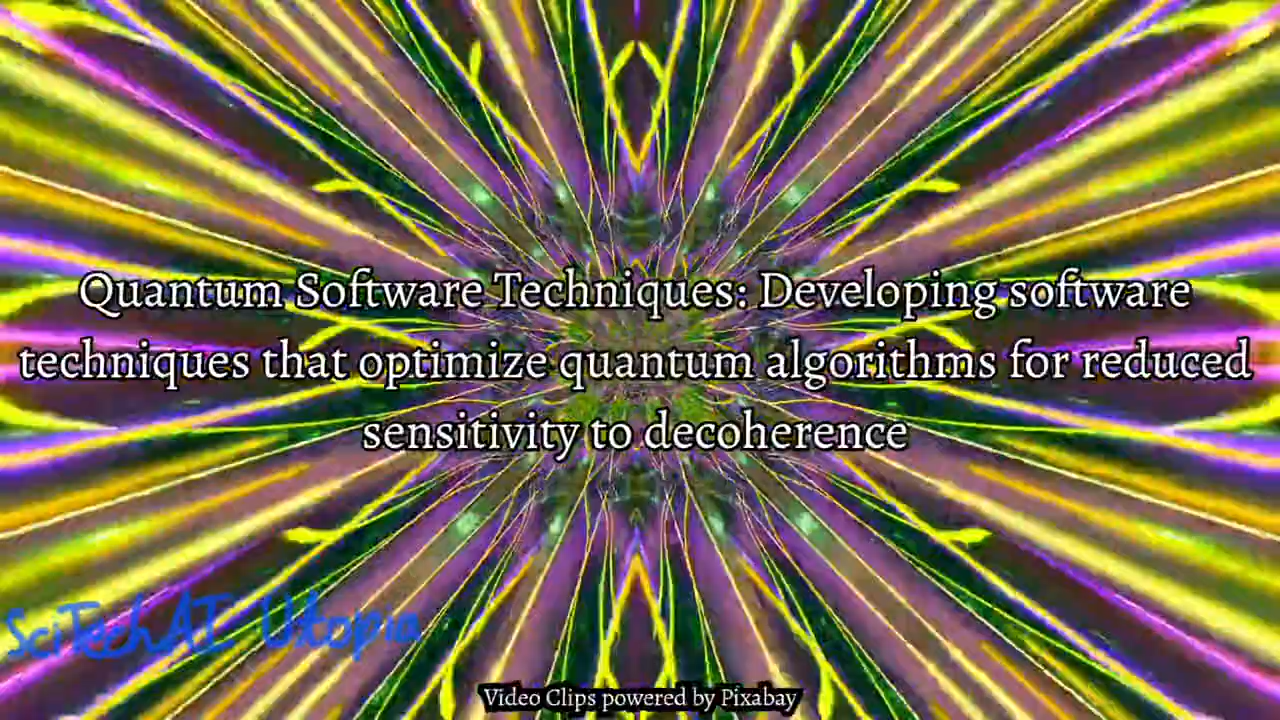 Quantum Software Techniques: Developing software
techniques that optimize quantum algorithms for reduced
sensitivity to decoherence
SciTechAI Utopia
Video Clips powered by Pixabay